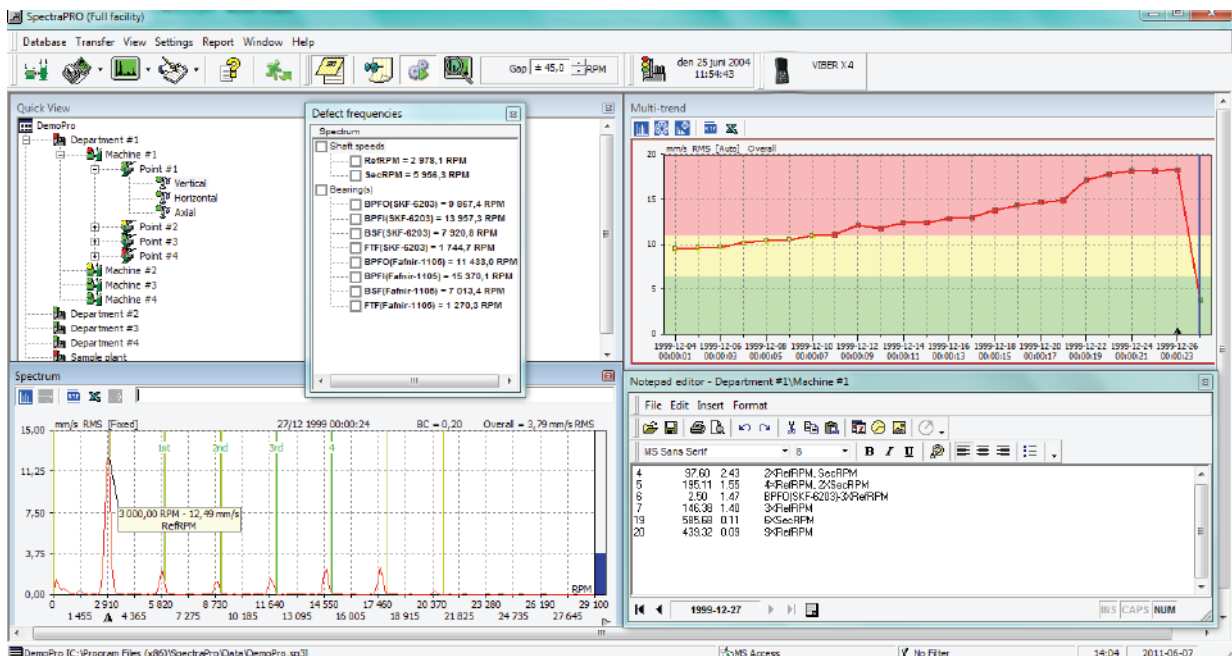 SpectraPRO (Full facility)
Database Transfer View Settings Report Window Help
Gap ± 45,0 RPM
den 25 juni 2004
11:54:43
VIBER X4
Quick View
DemoPro
Department #1
Machine #1
Point #1
Vertical
Horizontal
Axial
Point #2
Point #3
Point #4
Machine #2
Machine #3
Machine #4
Department #2
Department #3
Department #4
Sample plant
Defect frequencies
Spectrum
Shaft speeds
RefRPM = 2 978,1 RPM
SecRPM = 5 956,3 RPM
Bearing(s)
BPFO(SKF-6203) = 9 867,4 RPM
BPFI(SKF-6203) = 13 957,3 RPM
BSF(SKF-6203) = 7 920,8 RPM
FTF(SKF-6203) = 1 744,7 RPM
BPFO(Fafnir-1105) = 11 433,0 RPM
BPFI(Fafnir-1105) = 15 370,1 RPM
BSF(Fafnir-1105) = 7 013,4 RPM
FTF(Fafnir-1105) = 1 270,3 RPM
Multi-trend
mm/s RMS [Auto] Overall
20
15
10
5
0
1999-12-04 1999-12-06 1999-12-08 1999-12-10 1999-12-12 1999-12-14 1999-12-16 1999-12-18 1999-12-20 1999-12-22 1999-12-24 1999-12-26
00:00:01 00:00:03 00:00:05 00:00:07 00:00:09 00:00:11 00:00:13 00:00:15 00:00:17 00:00:19 00:00:21 00:00:23
Spectrum
mm/s RMS [Fixed] 27/12 1999 00:00:24 BC = 0,20 Overall = 3,79 mm/s RMS
15,00
11,25
7,50
3,75
0,00
1st 2nd 3rd 4
3 000,00 RPM - 12,49 mm/s
RefRPM
RPM
0 2 910 5 820 8 730 11 640 14 550 17 460 20 370 23 280 26 190 29 100
1 455 4 365 7 275 10 185 13 095 16 005 18 915 21 825 24 735 27 645
Notepad editor - Department #1\Machine #1
File Edit Insert Format
MS Sans Serif 8 B I U
4 97.60 2.43 2XRefRPM, SecRPM
5 195.11 1.55 4XRefRPM, 2XSecRPM
6 2.50 1.47 BPFO(SKF-6203)-3XRefRPM
7 146.38 1.40 3XRefRPM
19 585.68 0.11 6XSecRPM
20 439.32 0.09 9XRefRPM
1999-12-27
INS CAPS NUM
DemoPro [C:\Program Files (x86)\SpectraPro\Data\DemoPro.sp3] MS Access No Filter 14:04 2011-06-07